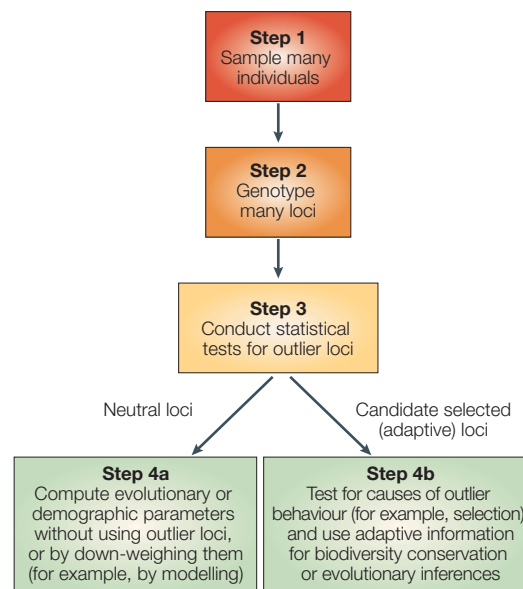 Step 1
Sample many
individuals
Step 2
Genotype
many loci
Step 3
Conduct statistical
tests for outlier loci
Neutral loci
Candidate selected
(adaptive) loci
Step 4a
Compute evolutionary or
demographic parameters
without using outlier loci,
or by down-weighing them
(for example, by modelling)
Step 4b
Test for causes of outlier
behaviour (for example, selection)
and use adaptive information
for biodiversity conservation
or evolutionary inferences